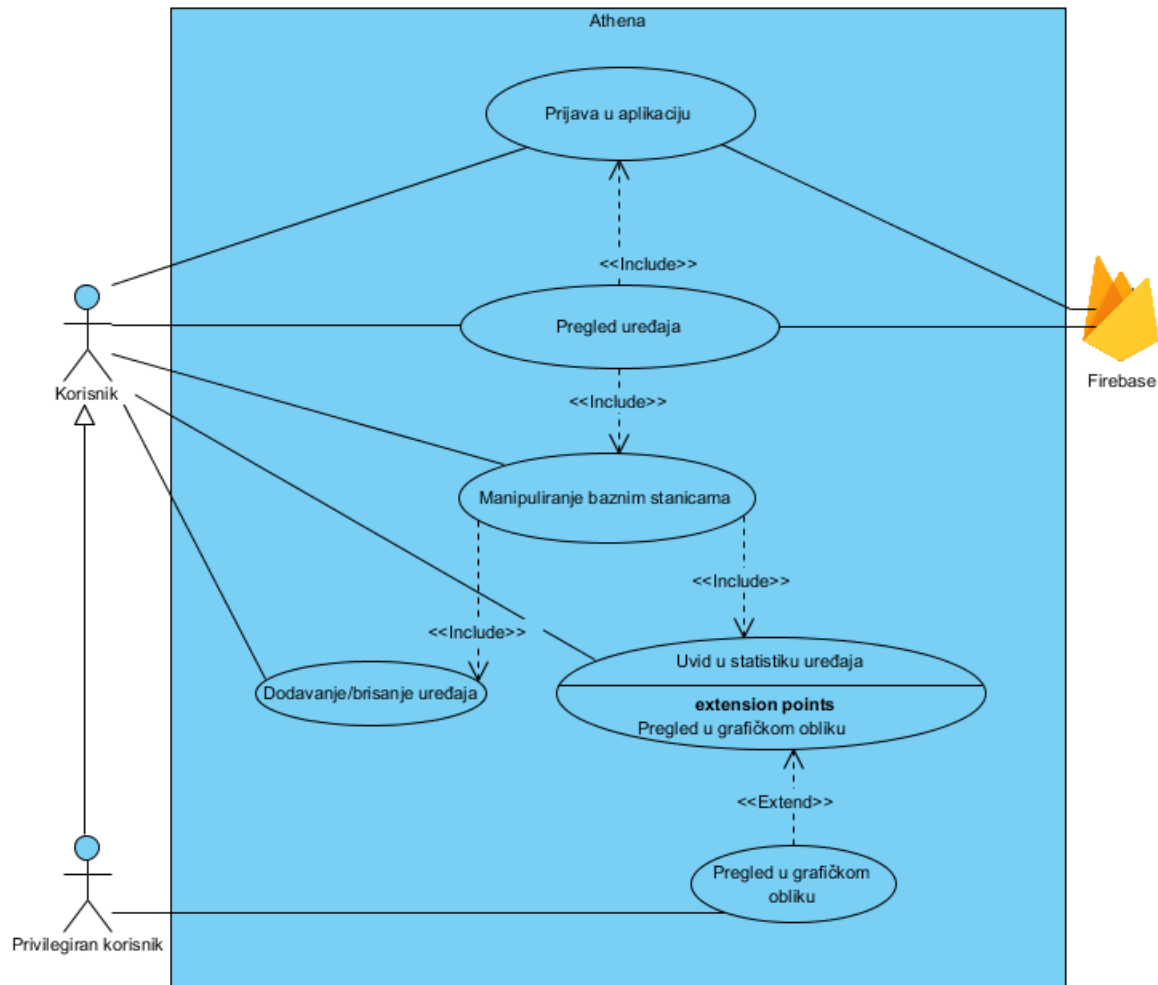 Athena
Prijava u aplikaciju
<<Include>>
Pregled uređaja
Korisnik
Firebase
<<Include>>
Manipuliranje baznim stanicama
<<Include>>
<<Include>>
Dodavanje/brisanje uređaja
Uvid u statistiku uređaja
extension points
Pregled u grafičkom obliku
<<Extend>>
Pregled u grafičkom
obliku
Privilegiran korisnik